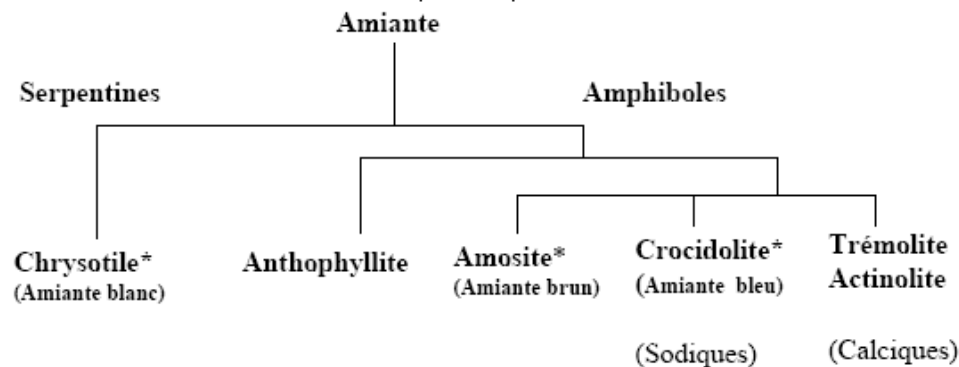 Amiante
Serpentines
Amphiboles
Chrysotile*
(Amiante blanc)
Anthophyllite
Amosite*
(Amiante brun)
Crocidolite*
(Amiante bleu)
(Sodiques)
Trémolite
Actinolite
(Calciques)